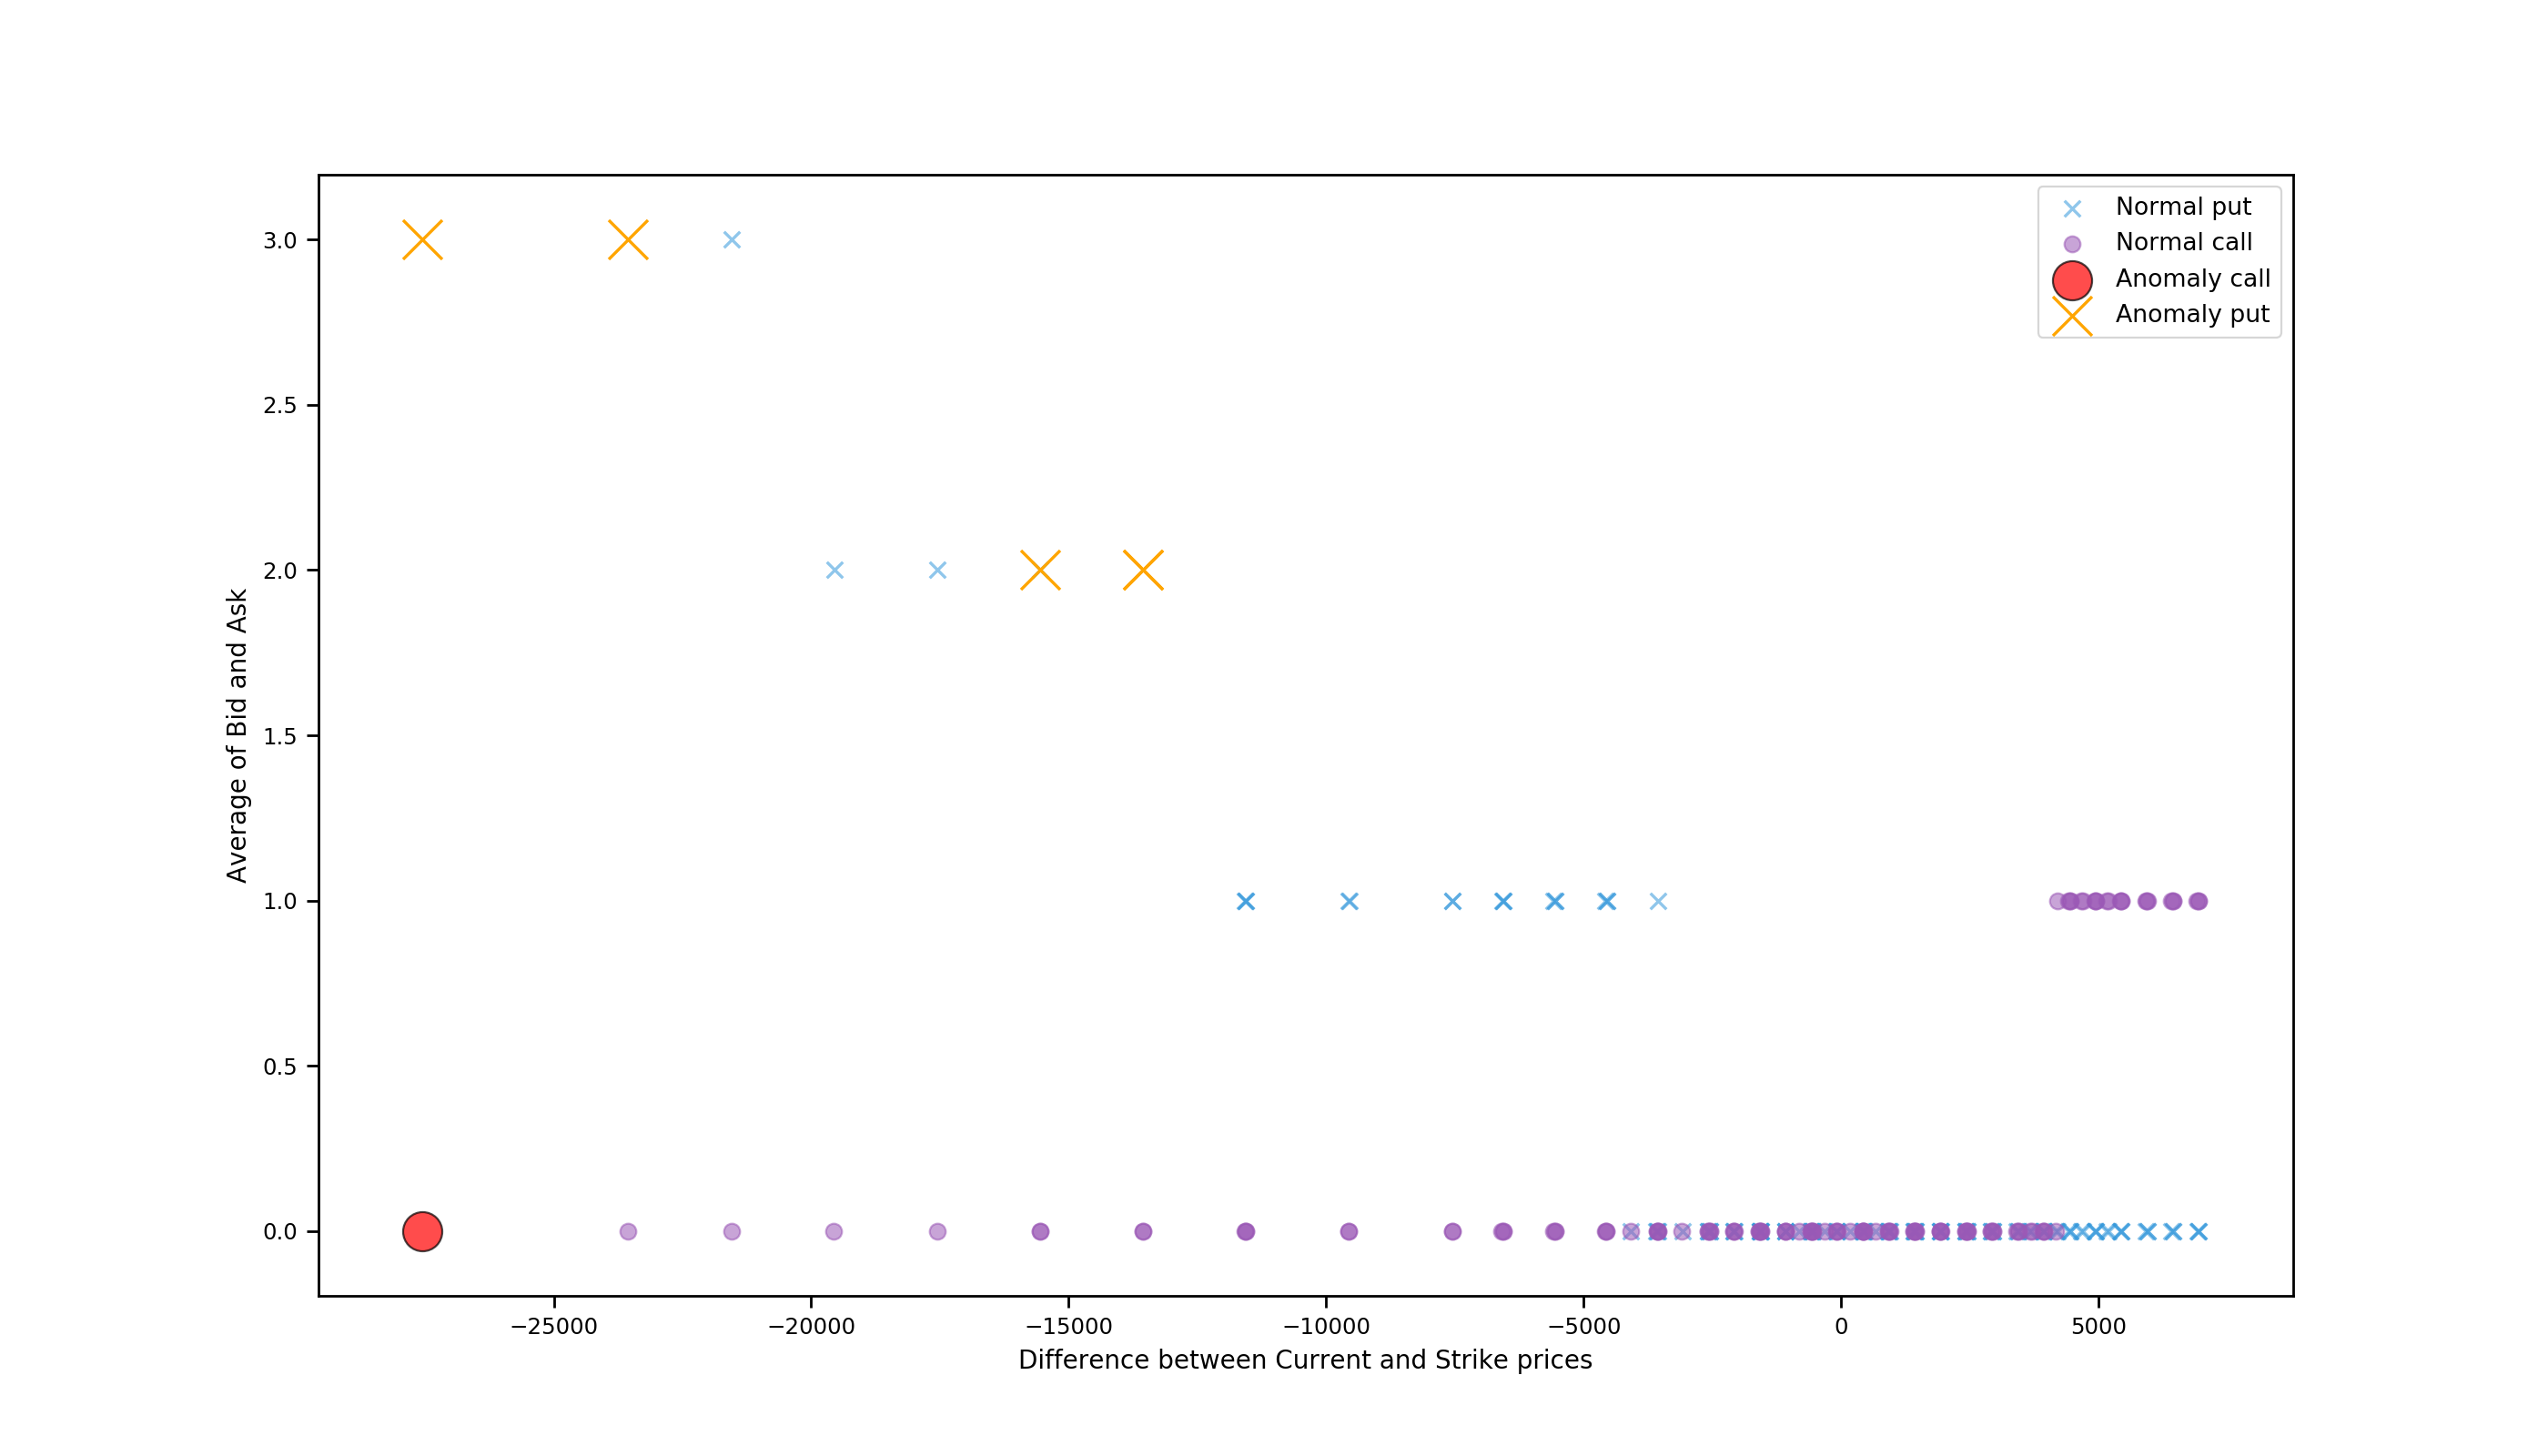 Normal put
Normal call
Anomaly call
Anomaly put
3.0
2.5
2.0
1.5
1.0
0.5
0.0
Average of Bid and Ask
−25000 −20000 −15000 −10000 −5000 0 5000
Difference between Current and Strike prices